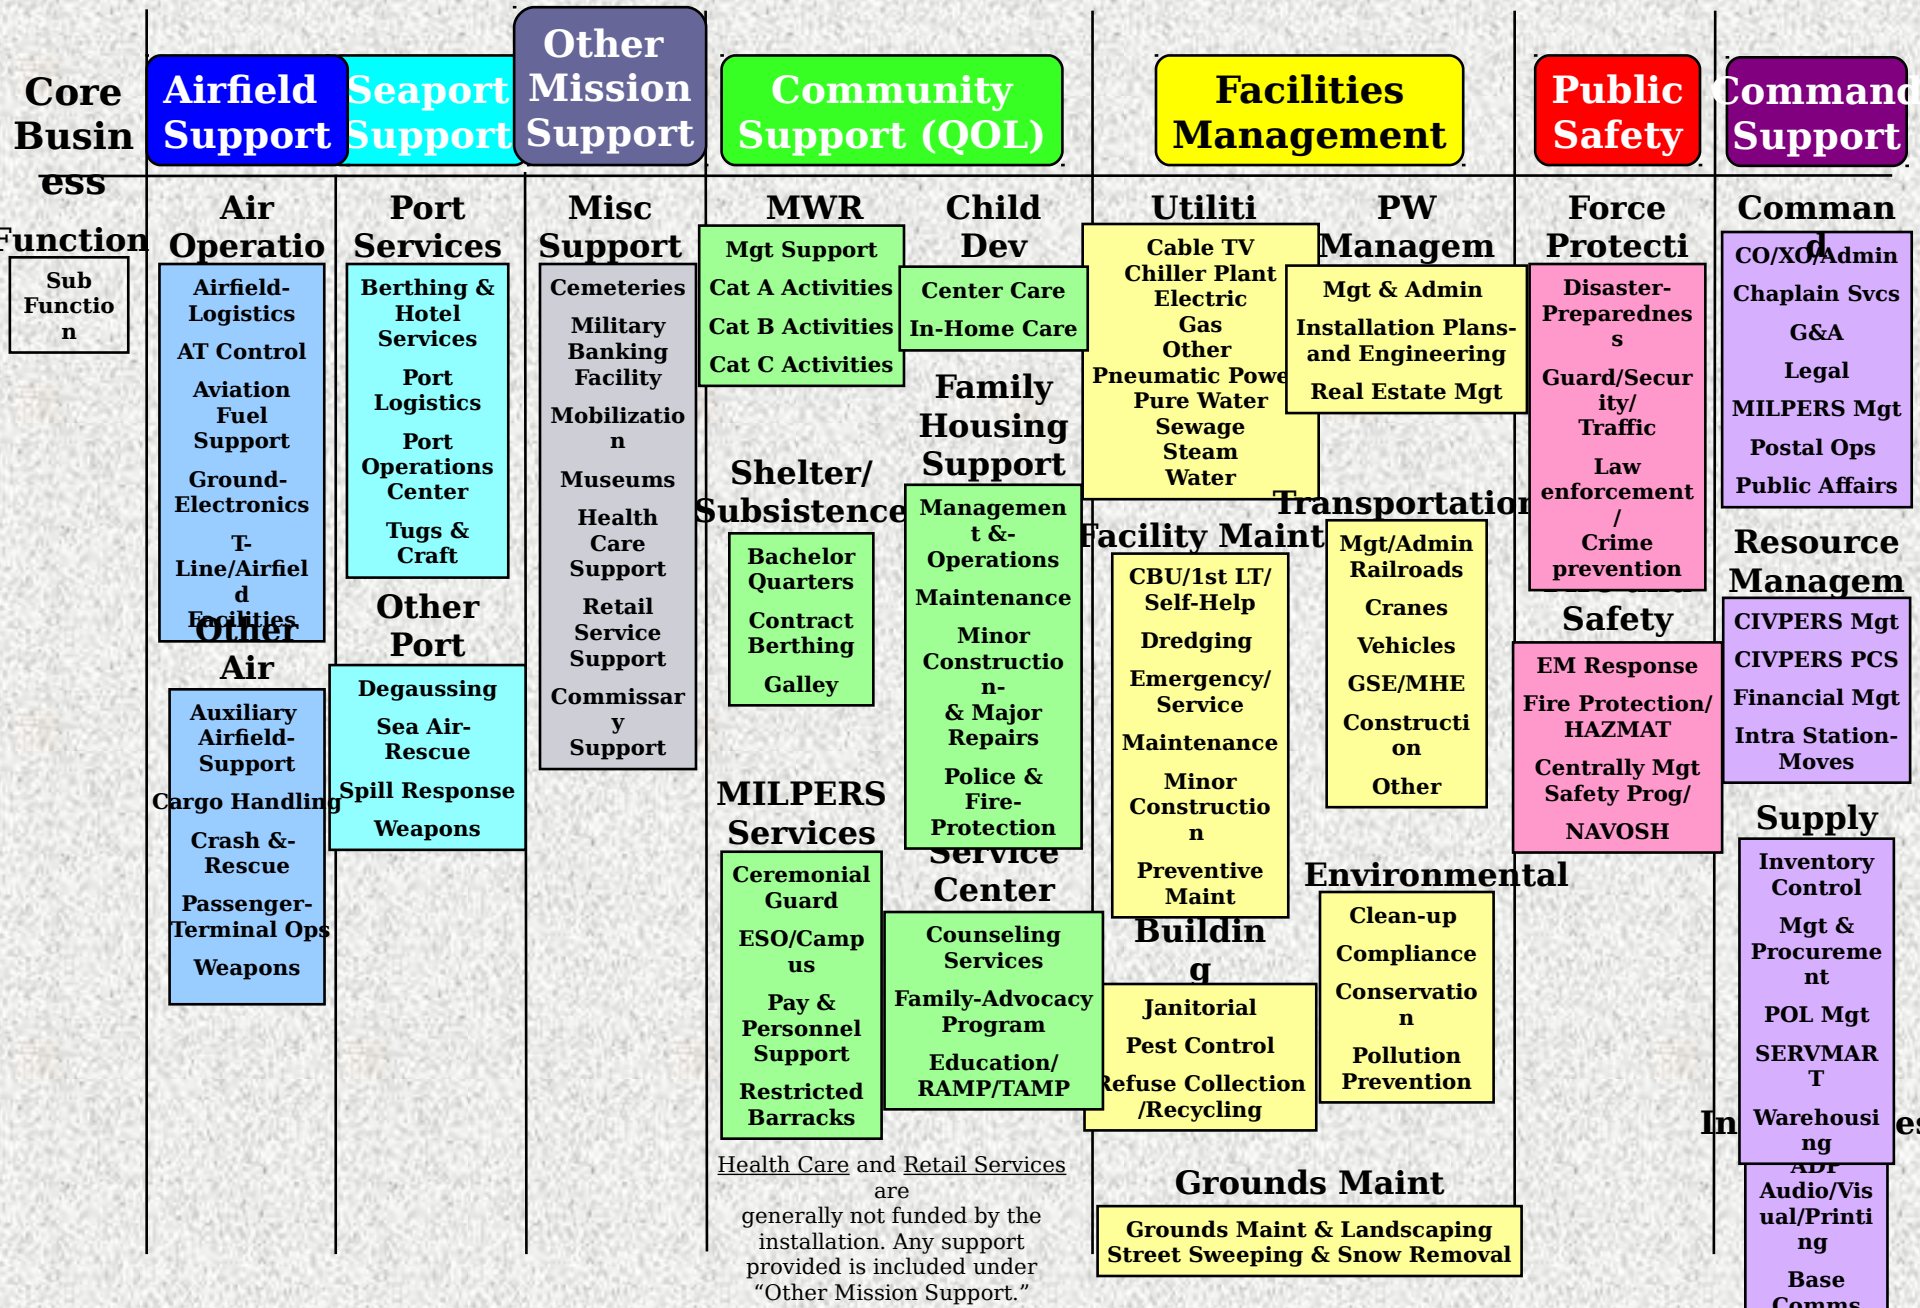 Core
Busin
ess
Function
Sub
Functio
n
Airfield
Support
Air
Operatio
Airfield-
Logistics
AT Control
Aviation
Fuel
Support
Ground-
Electronics
T-
Line/Airfiel
d
Facilities
Other
Air
Auxiliary
Airfield-
Support
Cargo Handling
Crash &-
Rescue
Passenger-
Terminal Ops
Weapons
Seaport
Support
Port
Services
Berthing &
Hotel
Services
Port
Logistics
Port
Operations
Center
Tugs &
Craft
Other
Port
Degaussing
Sea Air-
Rescue
Spill Response
Weapons
Other
Mission
Support
Misc
Support
Cemeteries
Military
Banking
Facility
Mobilizatio
n
Museums
Health
Care
Support
Retail
Service
Support
Commissar
y
Support
Community
Support (QOL)
MWR
Mgt Support
Cat A Activities
Cat B Activities
Cat C Activities
Shelter/
Subsistence
Bachelor
Quarters
Contract
Berthing
Galley
MILPERS
Services
Ceremonial
Guard
ESO/Camp
us
Pay &
Personnel
Support
Restricted
Barracks
Child
Dev
Center Care
In-Home Care
Family
Housing
Support
Managemen
t &-
Operations
Maintenance
Minor
Constructio
n-
& Major
Repairs
Police &
Fire-
Protection
Service
Center
Counseling
Services
Family-Advocacy
Program
Education/
RAMP/TAMP
Health Care and Retail Services
are
generally not funded by the
installation. Any support
provided is included under
“Other Mission Support.”
Facilities
Management
Utiliti
Cable TV
Chiller Plant
Electric
Gas
Other
Pneumatic Powe
Pure Water
Sewage
Steam
Water
Facility Maint
CBU/1st LT/
Self-Help
Dredging
Emergency/
Service
Maintenance
Minor
Constructio
n
Preventive
Maint
Buildin
g
Janitorial
Pest Control
Refuse Collection
/Recycling
PW
Managem
Mgt & Admin
Installation Plans-
and Engineering
Real Estate Mgt
Transportation
Mgt/Admin
Railroads
Cranes
Vehicles
GSE/MHE
Constructi
on
Other
Environmental
Clean-up
Compliance
Conservatio
n
Pollution
Prevention
Grounds Maint
Grounds Maint & Landscaping
Street Sweeping & Snow Removal
Public
Safety
Force
Protecti
Disaster-
Preparednes
s
Guard/Secur
ity/
Traffic
Law
enforcement
/
Crime
prevention
Safety
EM Response
Fire Protection/
HAZMAT
Centrally Mgt
Safety Prog/
NAVOSH
Command
Support
Comman
d
CO/XO/Admin
Chaplain Svcs
G&A
Legal
MILPERS Mgt
Postal Ops
Public Affairs
Resource
Managem
CIVPERS Mgt
CIVPERS PCS
Financial Mgt
Intra Station-
Moves
Supply
Inventory
Control
Mgt &
Procureme
nt
POL Mgt
SERVMAR
T
Warehousi
ng
ADP
Audio/Vis
ual/Printi
ng
Base
Comms